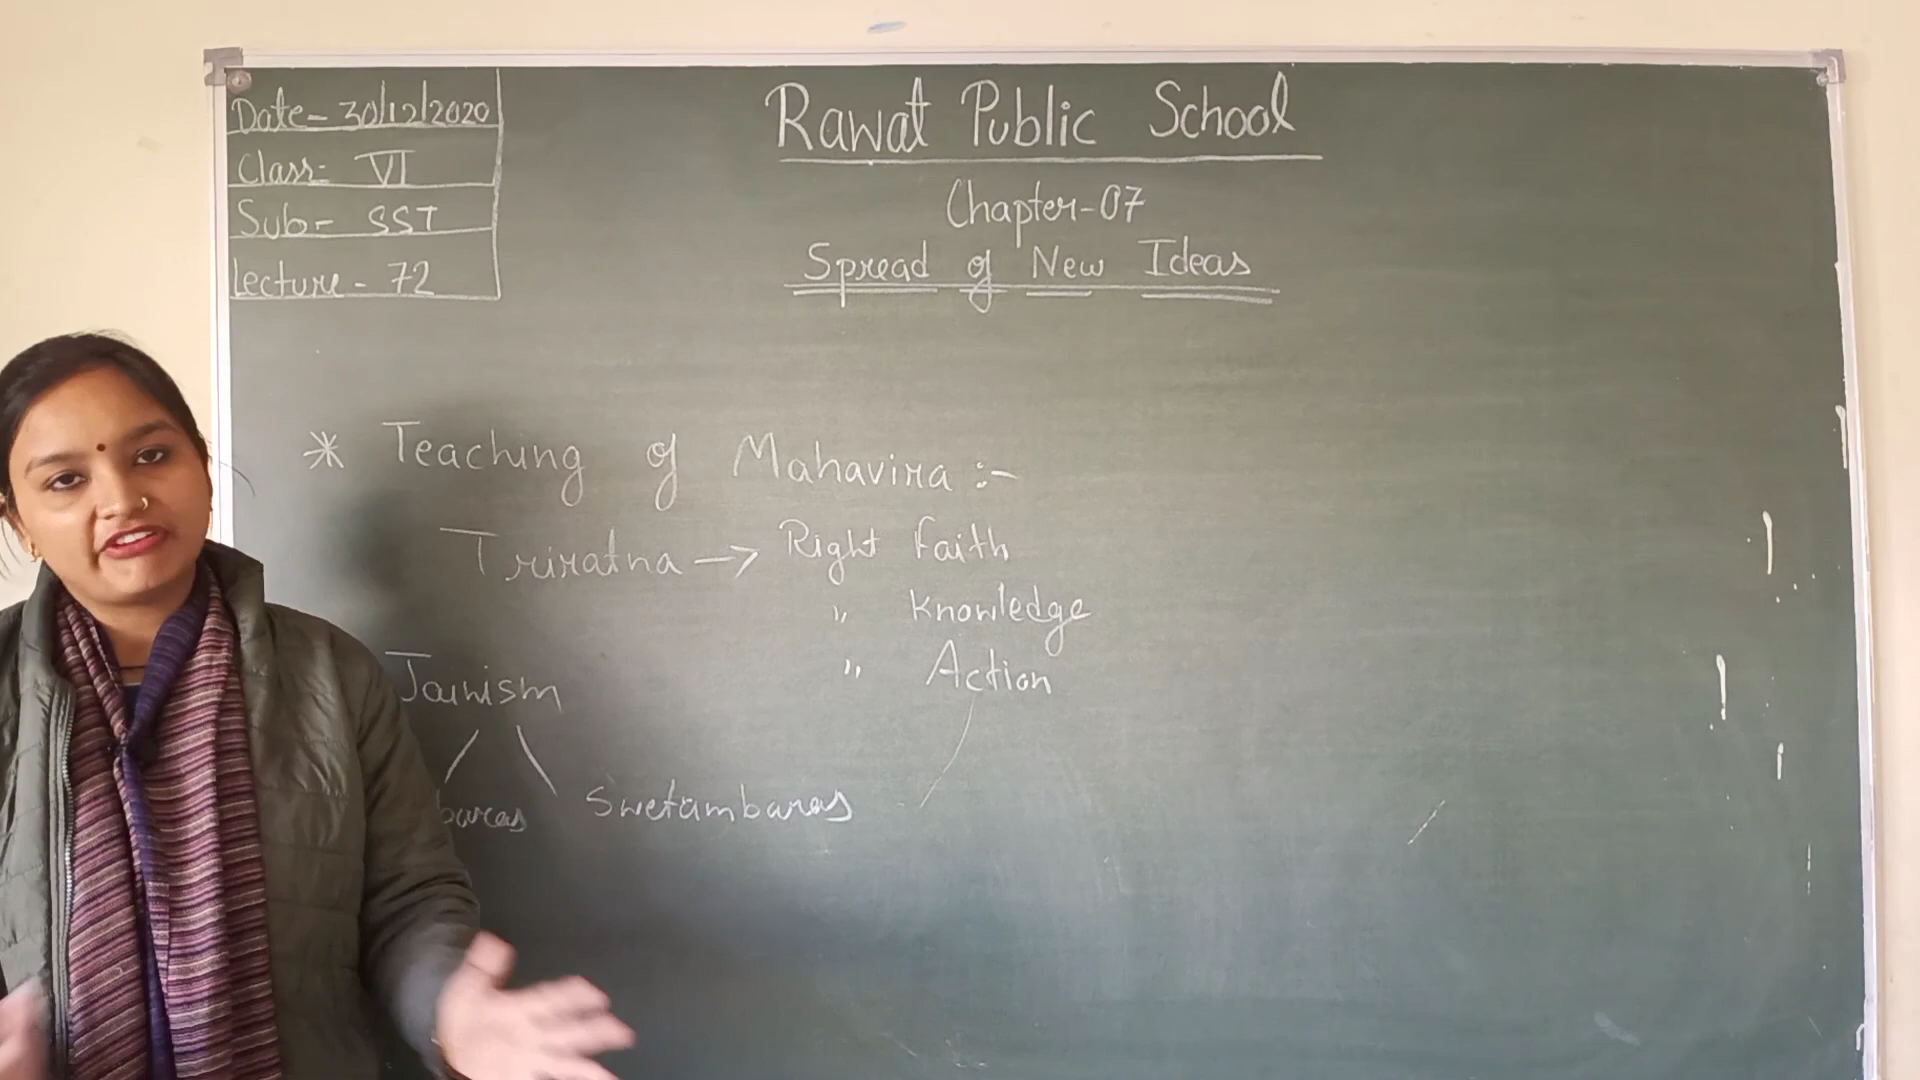 Date- 30/12/2020
Class:- VI
Sub:- SST
Lecture - 72
Rawat Public School
Chapter-07
Spread of New Ideas
* Teaching of Mahavira :-
Triratna → Right Faith
" Knowledge
" Action
Jainism
Swetambaras